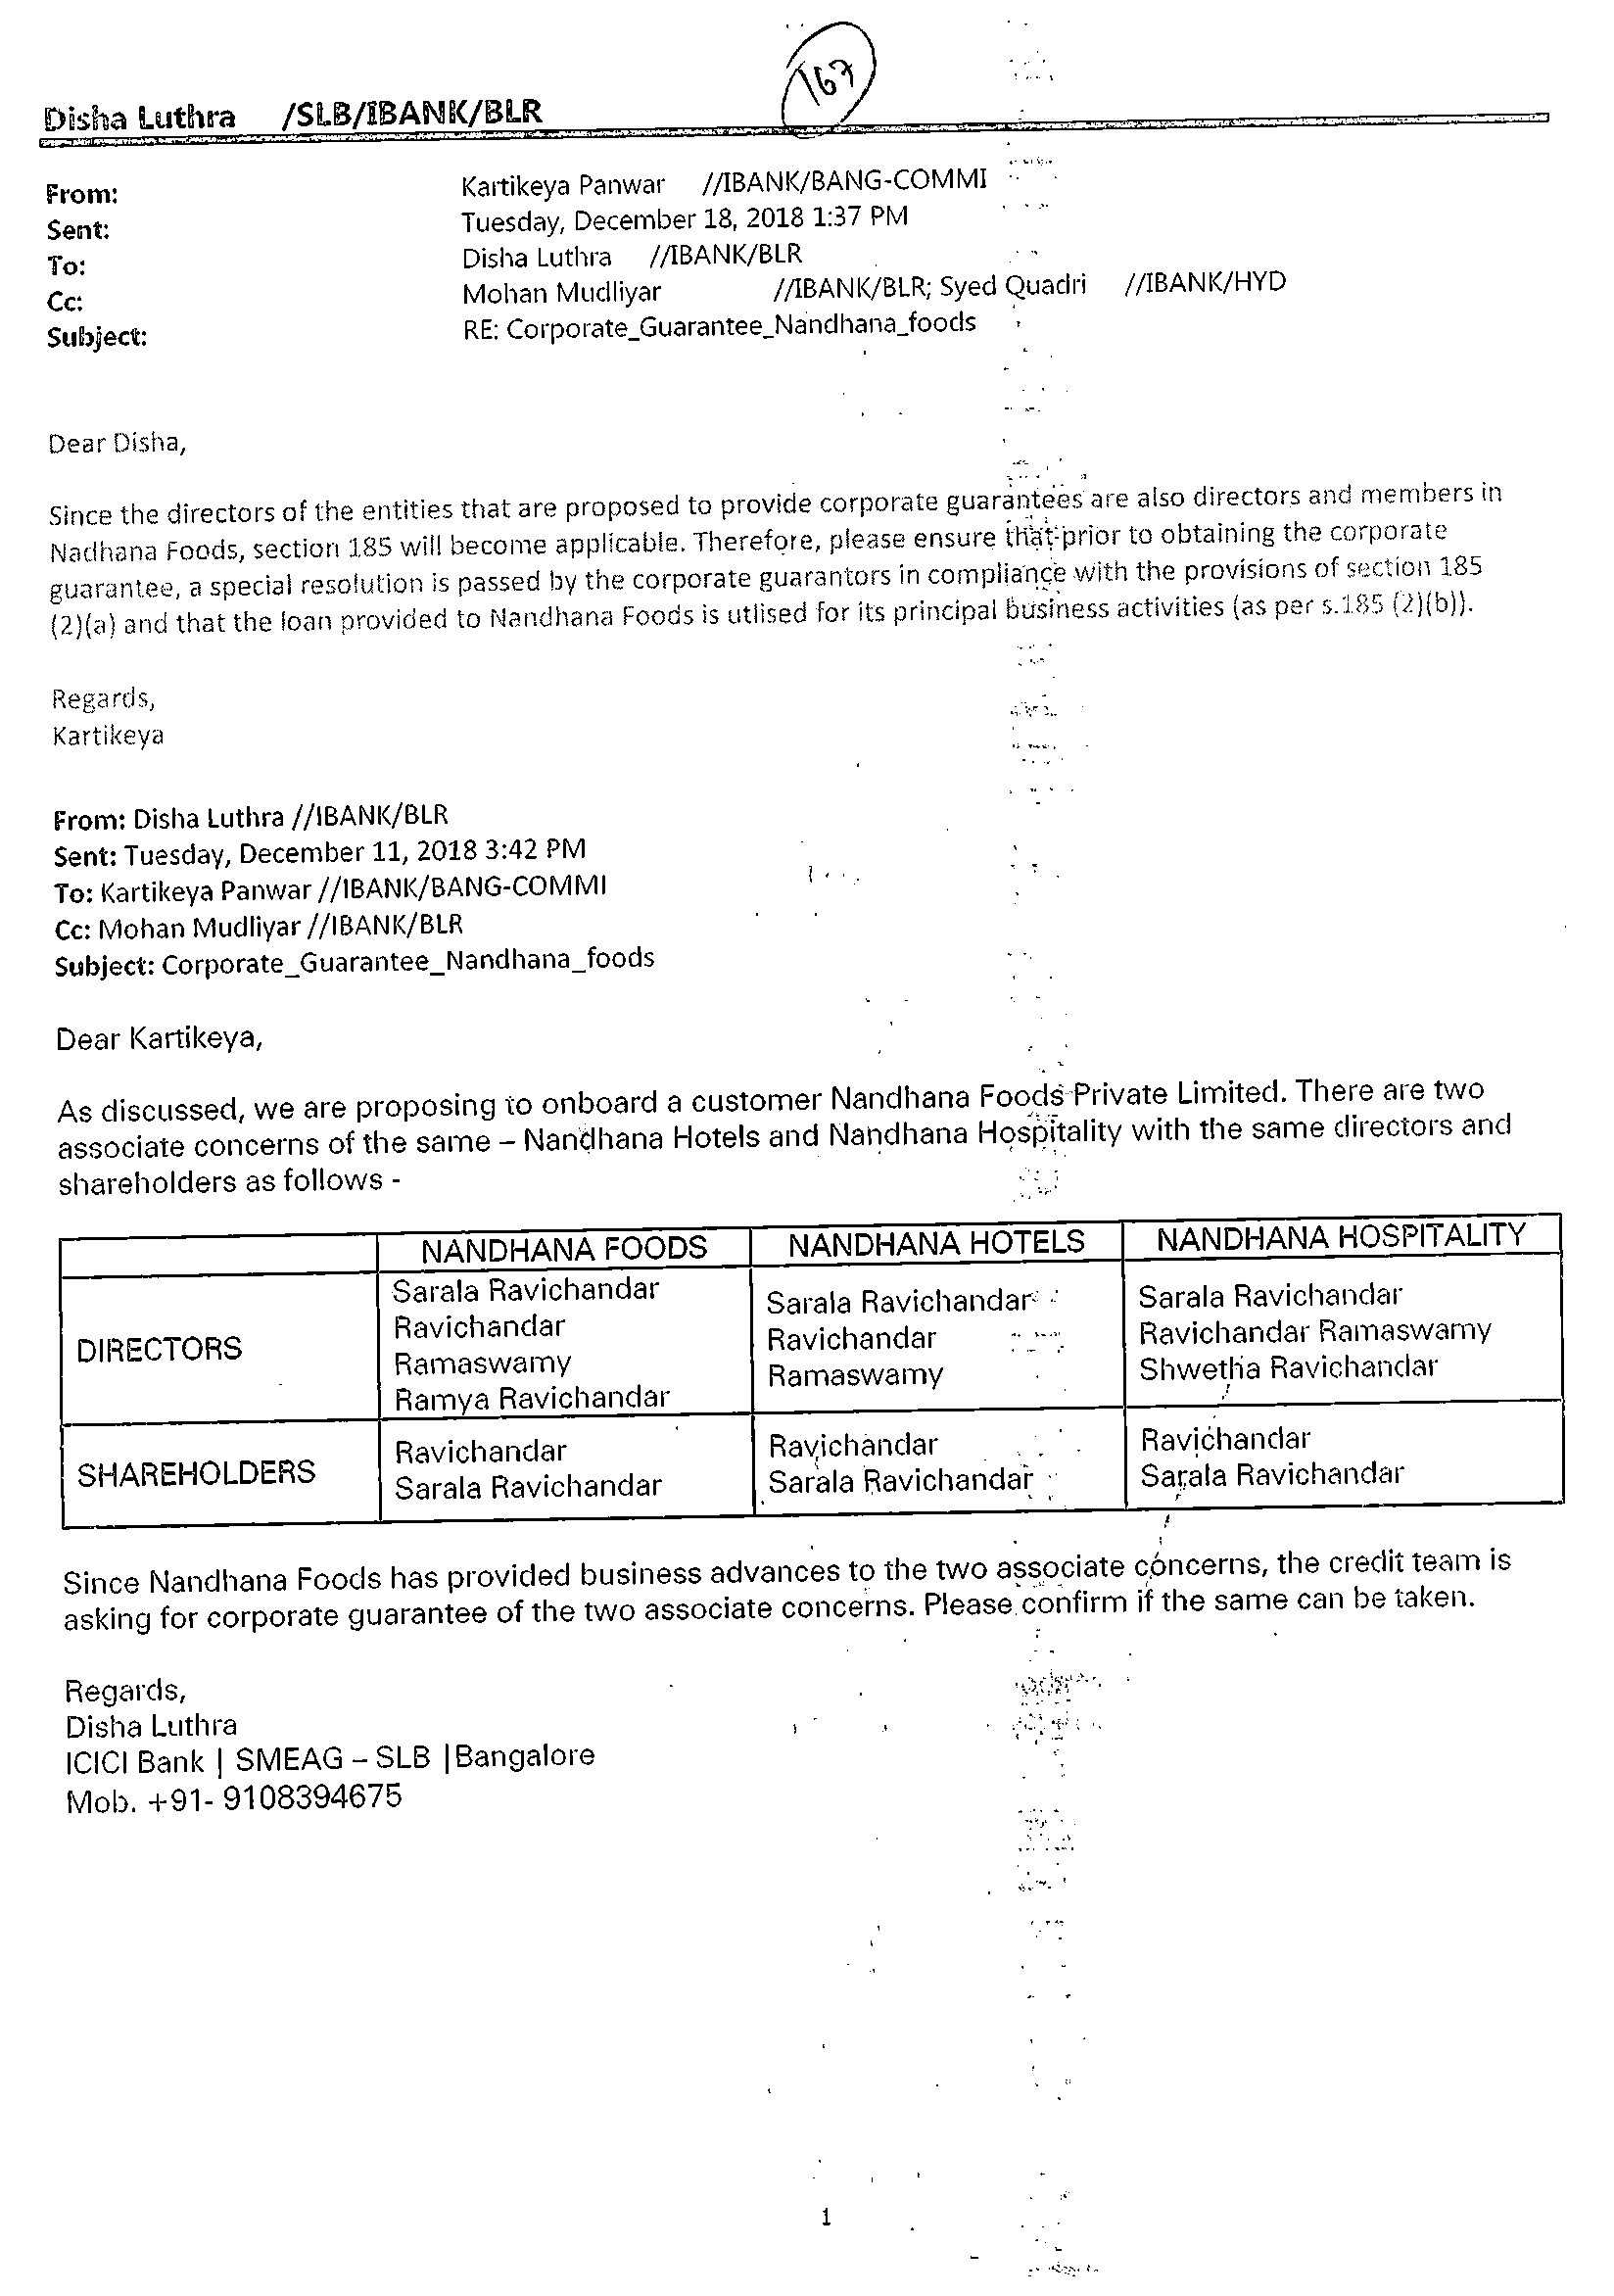 167
Disha Luthra /SLB/IBANK/BLR
From: Kartikeya Panwar //IBANK/BANG-COMMI
Sent: Tuesday, December 18, 2018 1:37 PM
To: Disha Luthra //IBANK/BLR
Cc: Mohan Mudliyar //IBANK/BLR; Syed Quadri //IBANK/HYD
Subject: RE: Corporate_Guarantee_Nandhana_foods
Dear Disha,
Since the directors of the entities that are proposed to provide corporate guarantees are also directors and members in
Nadhana Foods, section 185 will become applicable. Therefore, please ensure that prior to obtaining the corporate
guarantee, a special resolution is passed by the corporate guarantors in compliance with the provisions of section 185
(2)(a) and that the loan provided to Nandhana Foods is utlised for its principal business activities (as per s.185 (2)(b)).
Regards,
Kartikeya
From: Disha Luthra //IBANK/BLR
Sent: Tuesday, December 11, 2018 3:42 PM
To: Kartikeya Panwar //IBANK/BANG-COMMI
Cc: Mohan Mudliyar //IBANK/BLR
Subject: Corporate_Guarantee_Nandhana_foods
Dear Kartikeya,
As discussed, we are proposing to onboard a customer Nandhana Foods Private Limited. There are two
associate concerns of the same – Nandhana Hotels and Nandhana Hospitality with the same directors and
shareholders as follows -
NANDHANA FOODS NANDHANA HOTELS NANDHANA HOSPITALITY
DIRECTORS
Sarala Ravichandar
Ravichandar
Ramaswamy
Ramya Ravichandar
Sarala Ravichandar
Ravichandar
Ramaswamy
Sarala Ravichandar
Ravichandar Ramaswamy
Shwetha Ravichandar
SHAREHOLDERS
Ravichandar
Sarala Ravichandar
Ravichandar
Sarala Ravichandar
Ravichandar
Sarala Ravichandar
Since Nandhana Foods has provided business advances to the two associate concerns, the credit team is
asking for corporate guarantee of the two associate concerns. Please confirm if the same can be taken.
Regards,
Disha Luthra
ICICI Bank | SMEAG – SLB |Bangalore
Mob. +91- 9108394675
1